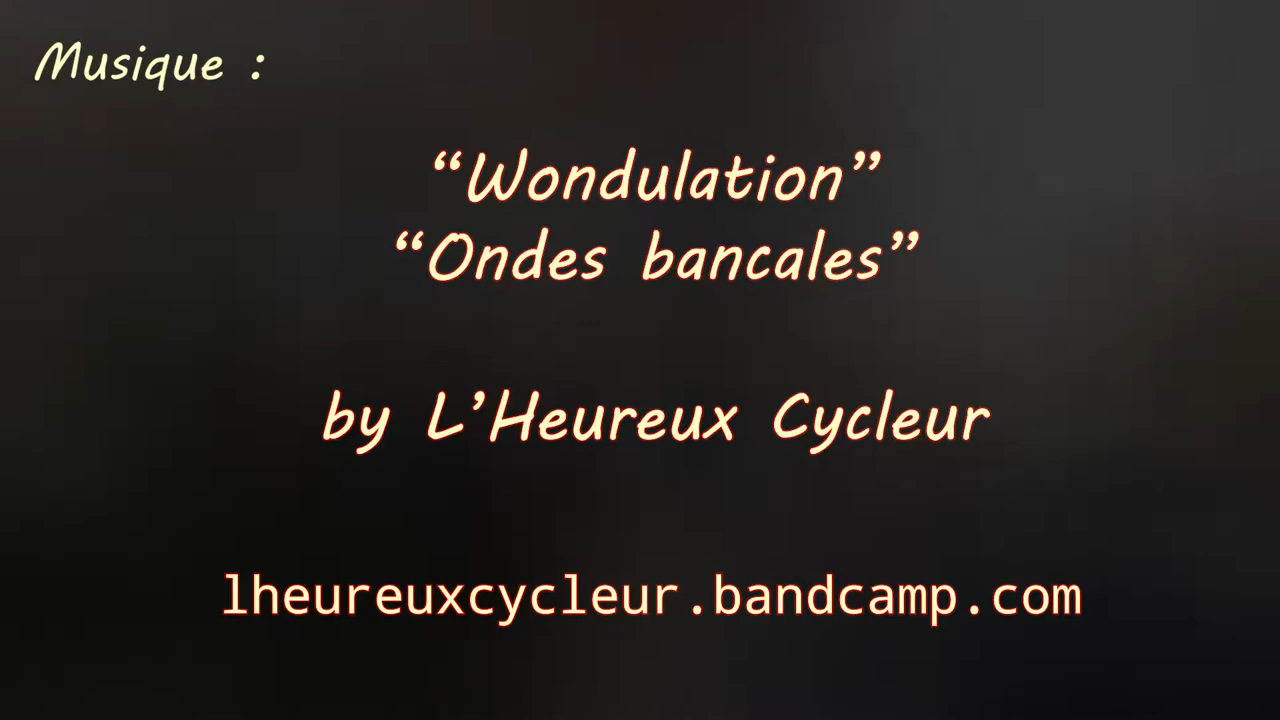 Musique :
“Wondulation”
“Ondes bancales”
by L’Heureux Cycleur
lheureuxcycleur.bandcamp.com